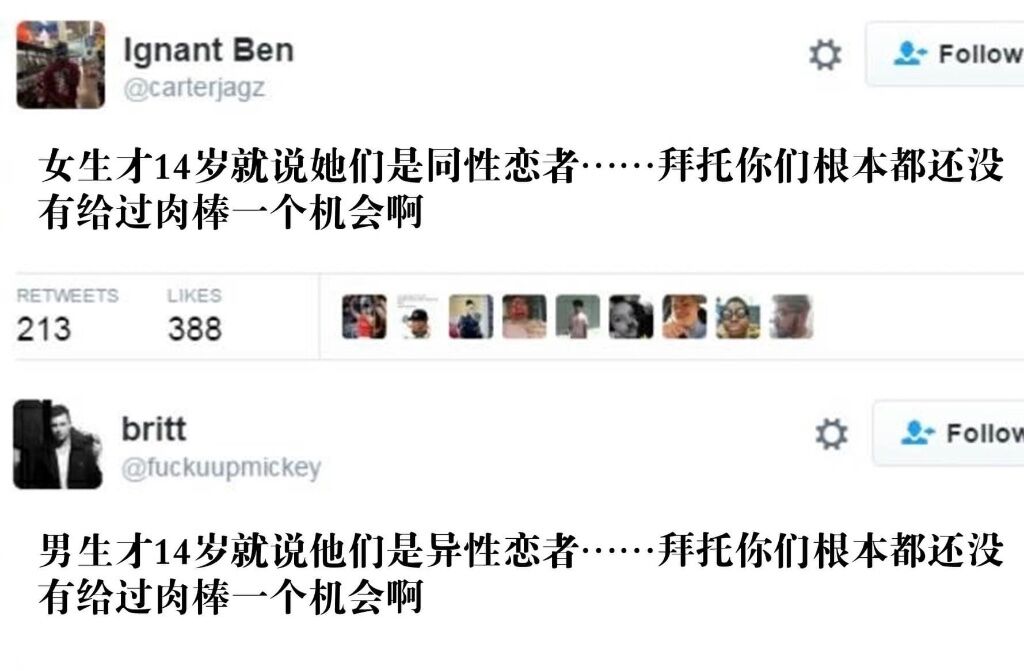 Ignant Ben
@carterjagz
Follow
女生才14岁就说她们是同性恋者……拜托你们根本都还没
有给过肉棒一个机会啊
RETWEETS
LIKES
213
388
britt
@fuckuupmickey
Follow
男生才14岁就说他们是异性恋者……拜托你们根本都还没
有给过肉棒一个机会啊